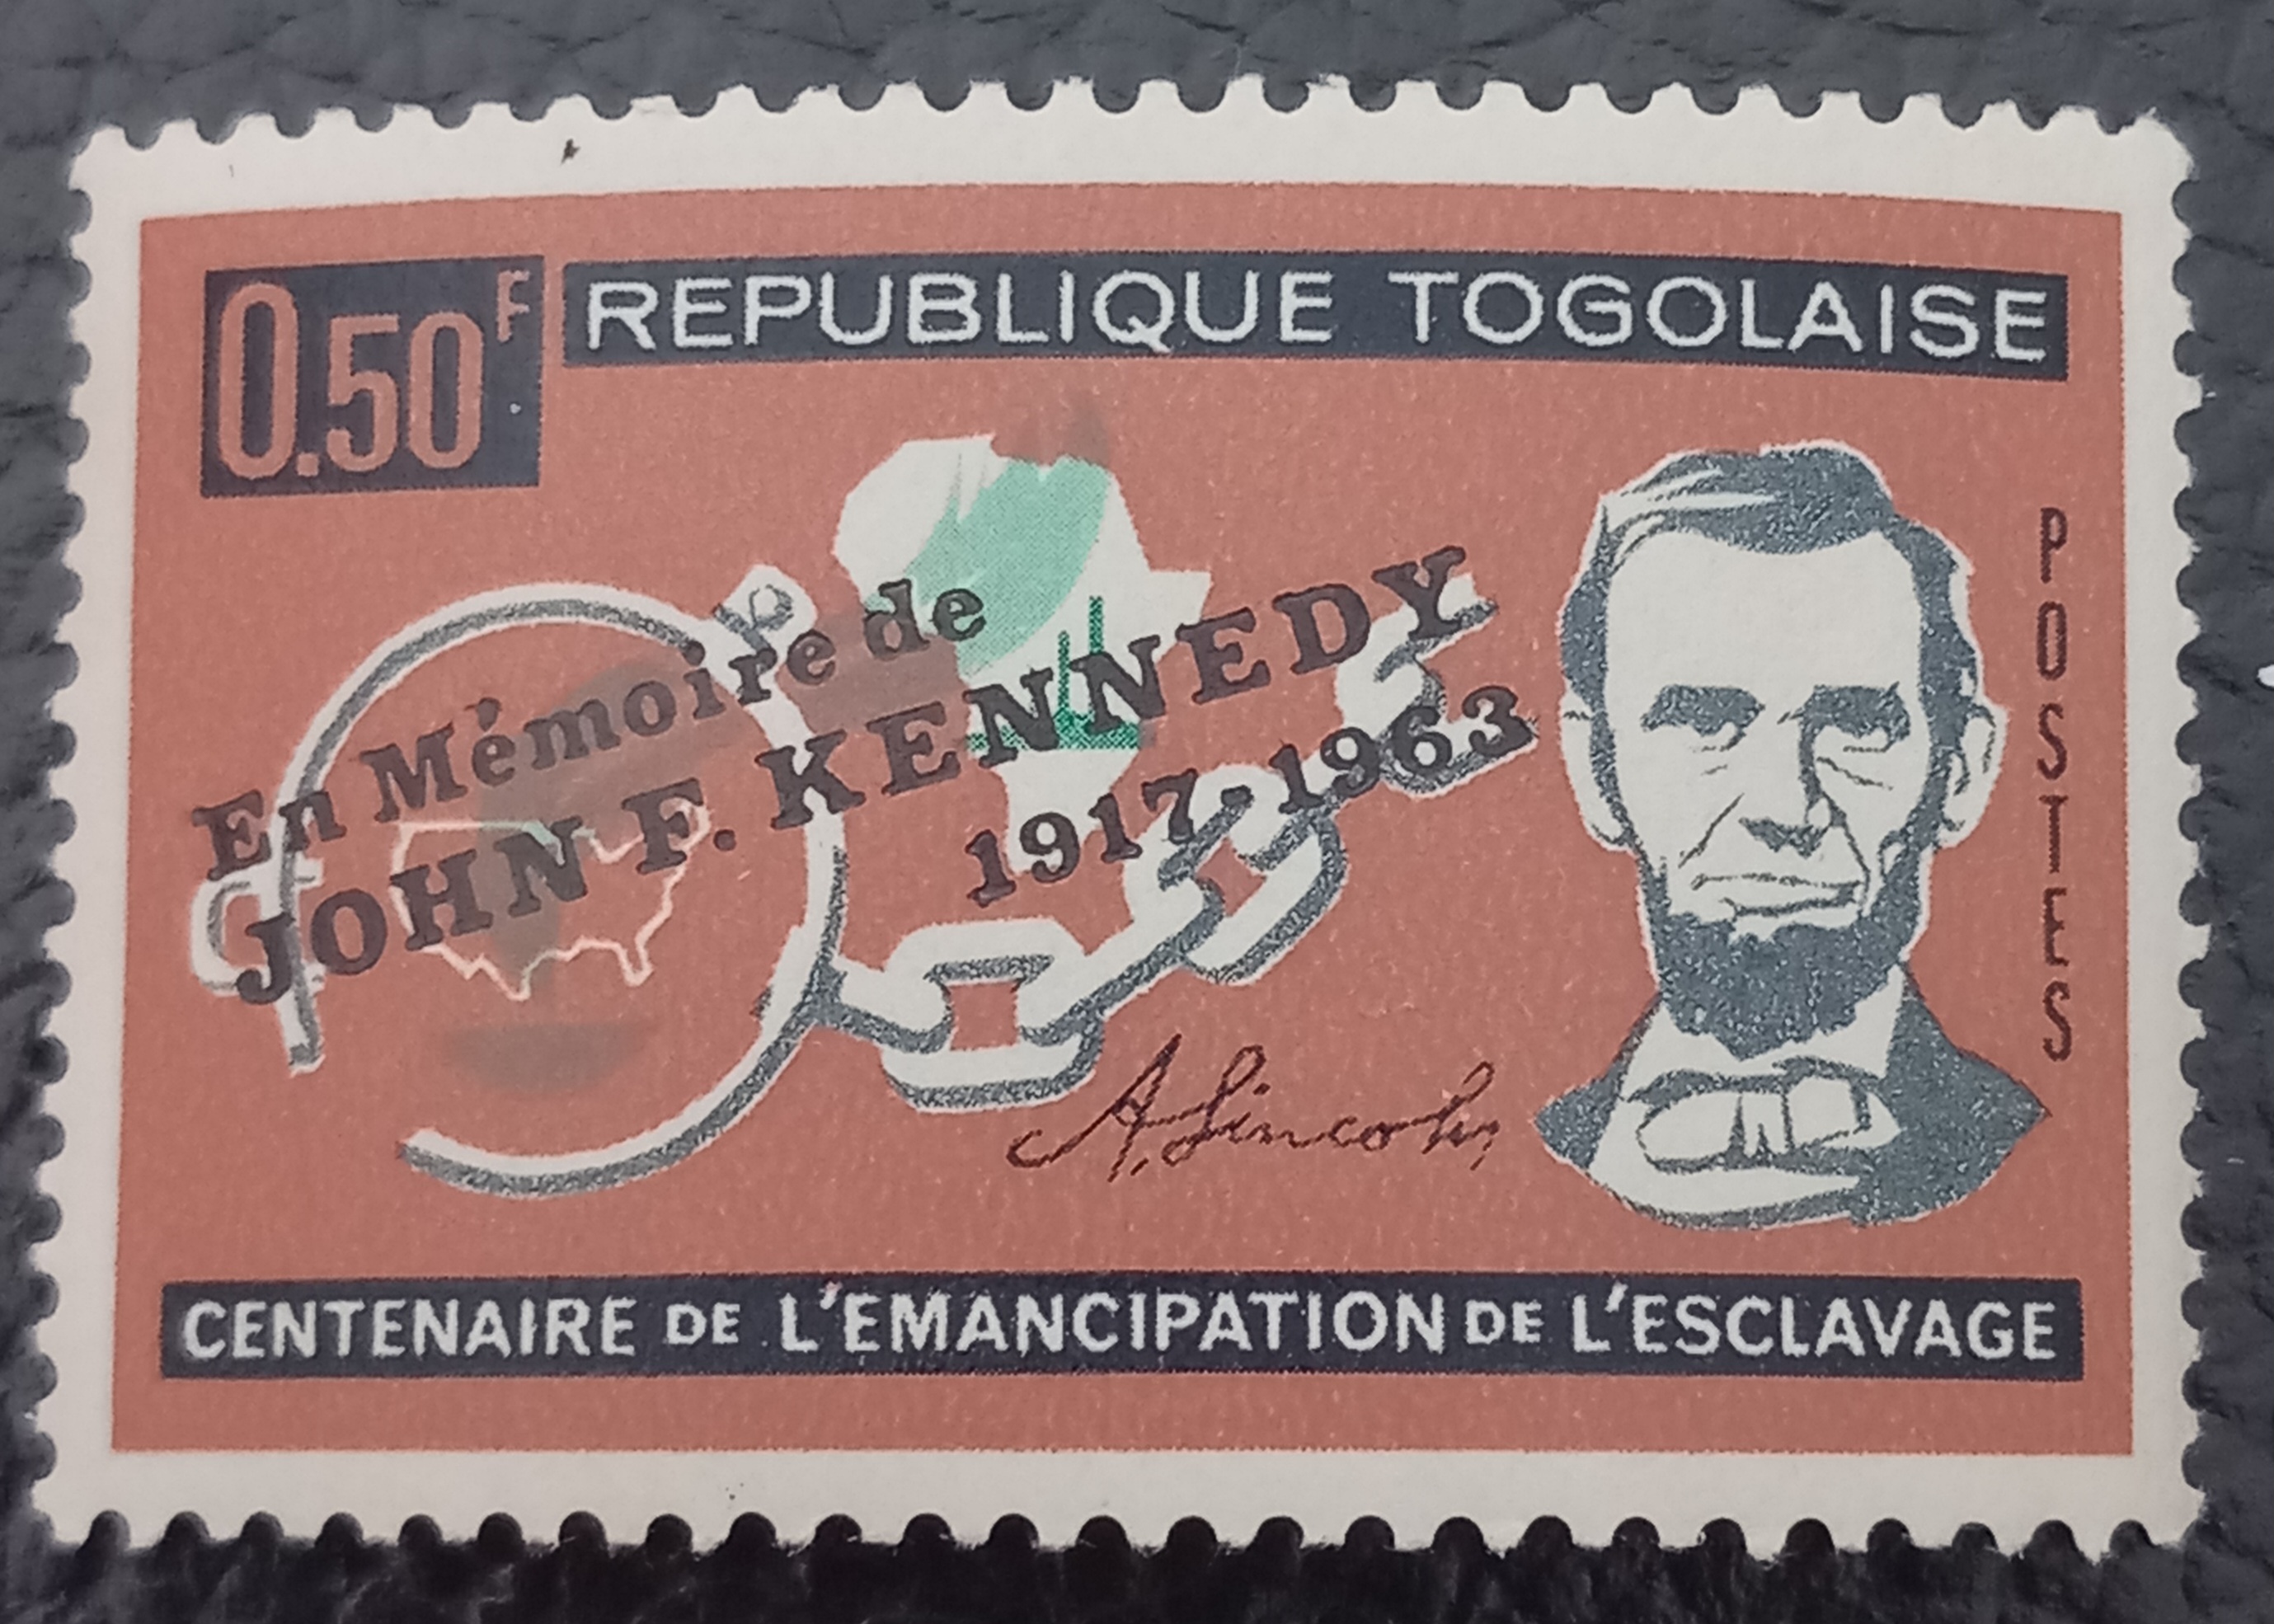 0.50F
REPUBLIQUE TOGOLAISE
POSTES
En Mémoire de
JOHN F. KENNEDY
1917-1963
A. Lincoln
CENTENAIRE DE L'EMANCIPATION DE L'ESCLAVAGE